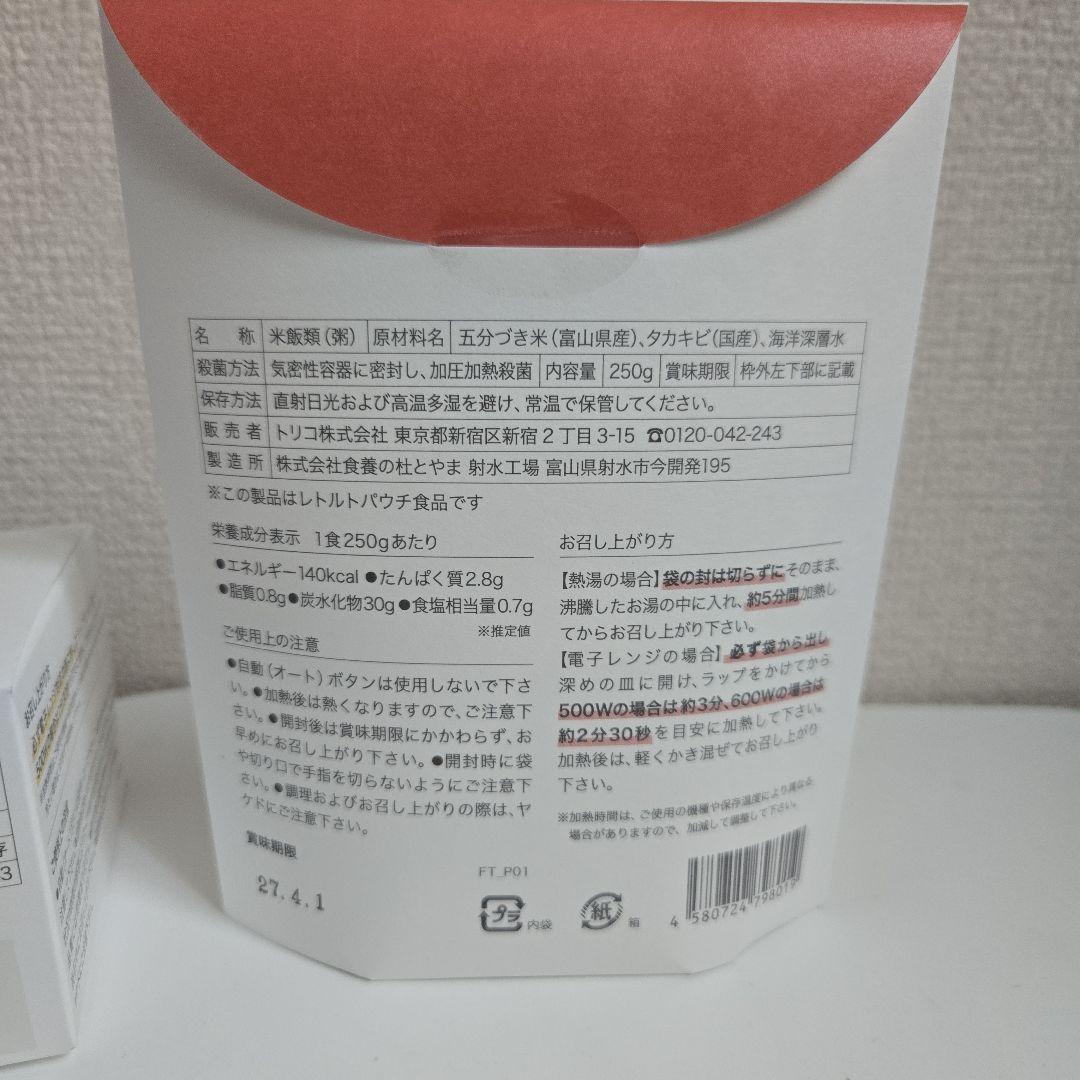 名 称 米飯類（粥） 原材料名 五分づき米（富山県産）、タカキビ（国産）、海洋深層水
殺菌方法 気密性容器に密封し、加圧加熱殺菌 内容量 250g 賞味期限 枠外左下部に記載
保存方法 直射日光および高温多湿を避け、常温で保管してください。
販売者 トリコ株式会社 東京都新宿区新宿2丁目3-15 ☎0120-042-243
製造所 株式会社食養の杜とやま 射水工場 富山県射水市今開発195
※この製品はレトルトパウチ食品です
栄養成分表示 1食250gあたり
●エネルギー140kcal ●たんぱく質2.8g
●脂質0.8g ●炭水化物30g ●食塩相当量0.7g
※推定値
ご使用上の注意
●自動（オート）ボタンは使用しないで下さ
い。●加熱後は熱くなりますので、ご注意下
さい。●開封後は賞味期限にかかわらず、お
早めにお召し上がり下さい。●開封時に袋
や切り口で手指を切らないようにご注意下
さい。●調理およびお召し上がりの際は、ヤ
ケドにご注意下さい。
賞味期限
27.4.1
お召し上がり方
【熱湯の場合】袋の封は切らずにそのまま、
沸騰したお湯の中に入れ、約5分間加熱し
てからお召し上がり下さい。
【電子レンジの場合】必ず袋から出し
深めの皿に開け、ラップをかけてから
500Wの場合は約3分、600Wの場合は
約2分30秒を目安に加熱して下さい。
加熱後は、軽くかき混ぜてお召し上がり
下さい。
※加熱時間は、ご使用の機種や保存温度により異なる
場合がありますので、加減して調整して下さい。
FT_P01
プラ 内袋
紙 箱
4 580724 798019
存
3